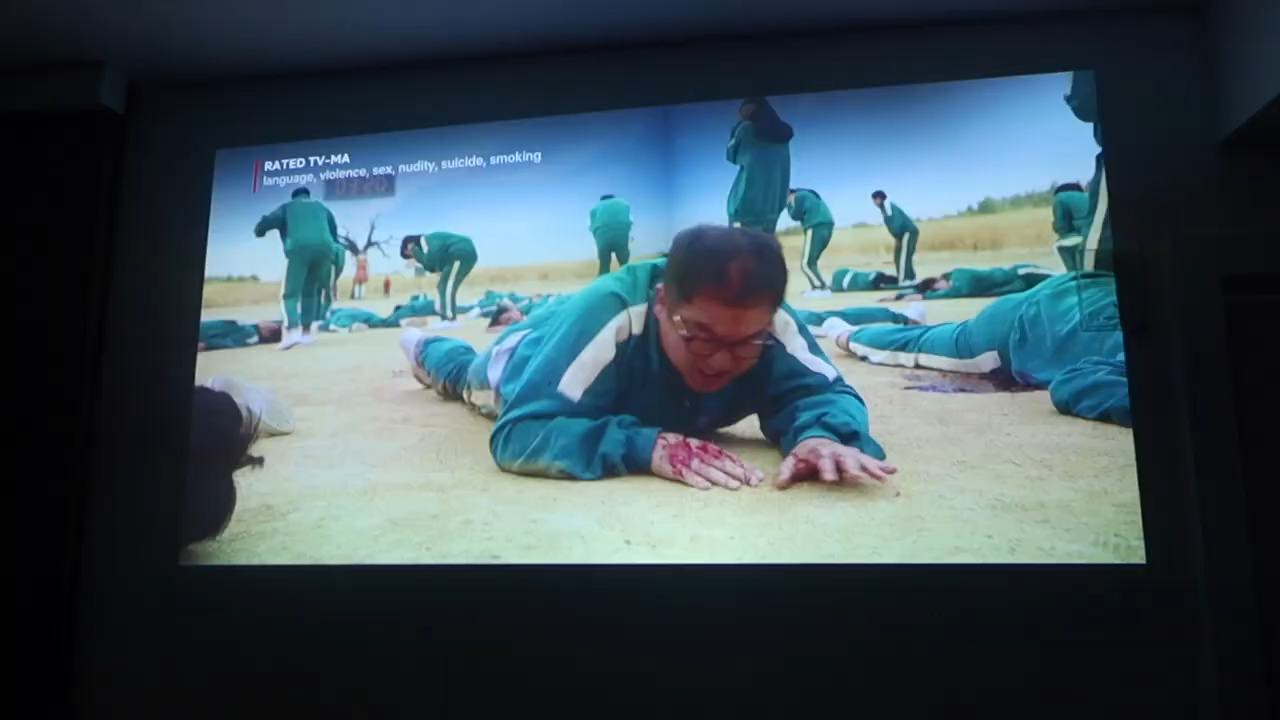 RATED TV-MA
language, violence, sex, nudity, suicide, smoking